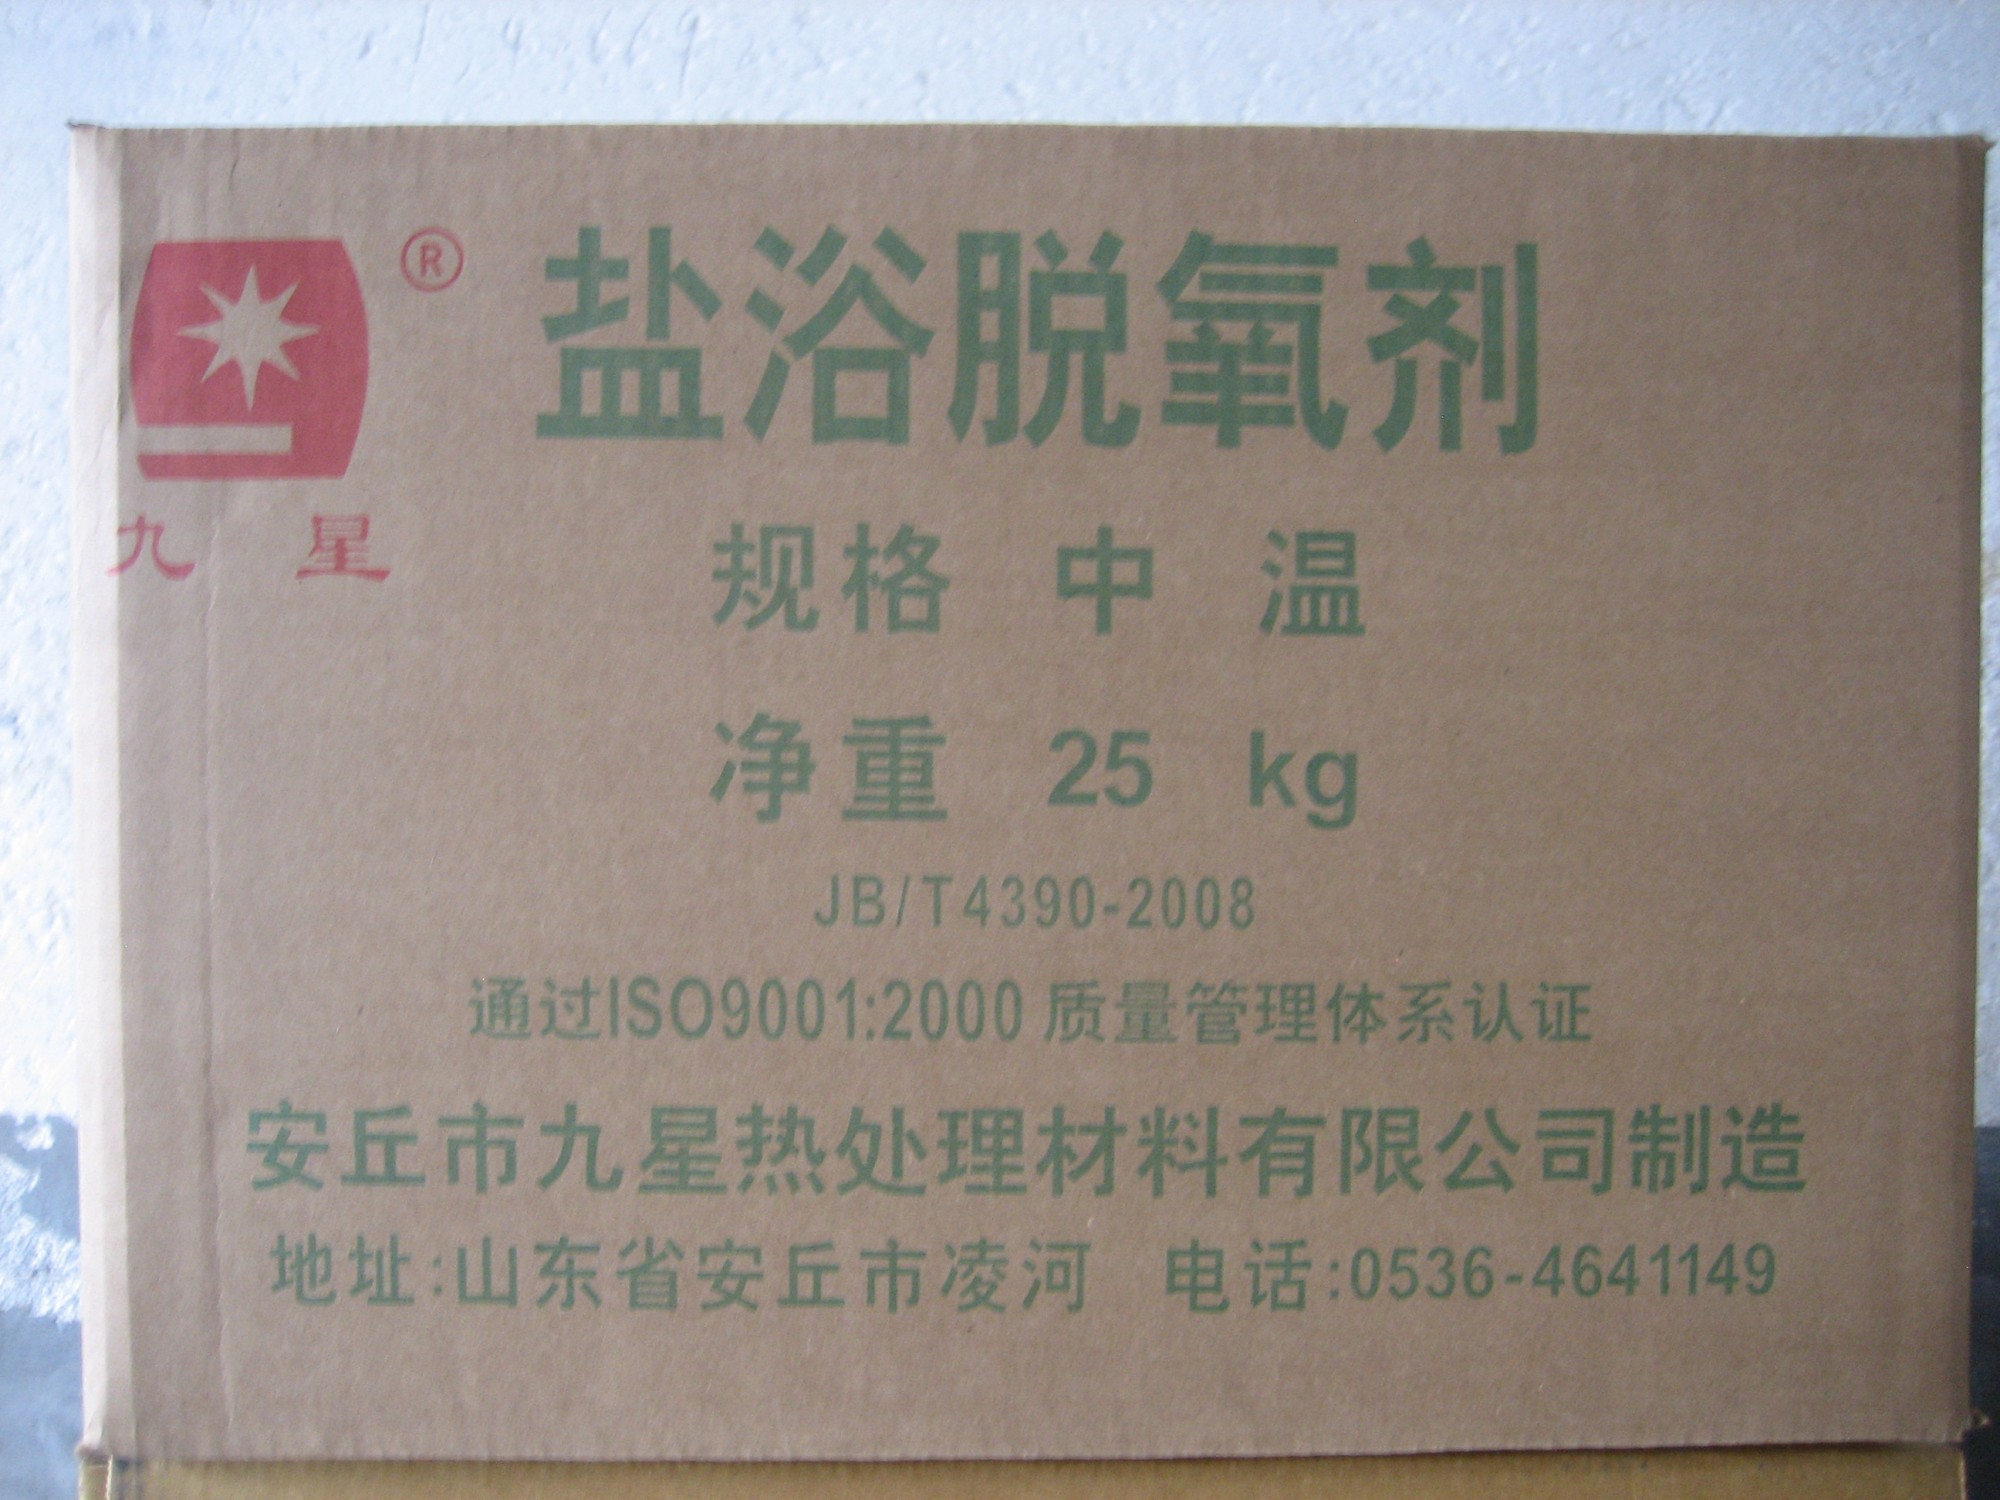 ®
盐浴脱氧剂
九 星
规格 中 温
净重 25 kg
JB/T4390-2008
通过ISO9001:2000 质量管理体系认证
安丘市九星热处理材料有限公司制造
地址:山东省安丘市凌河 电话:0536-4641149